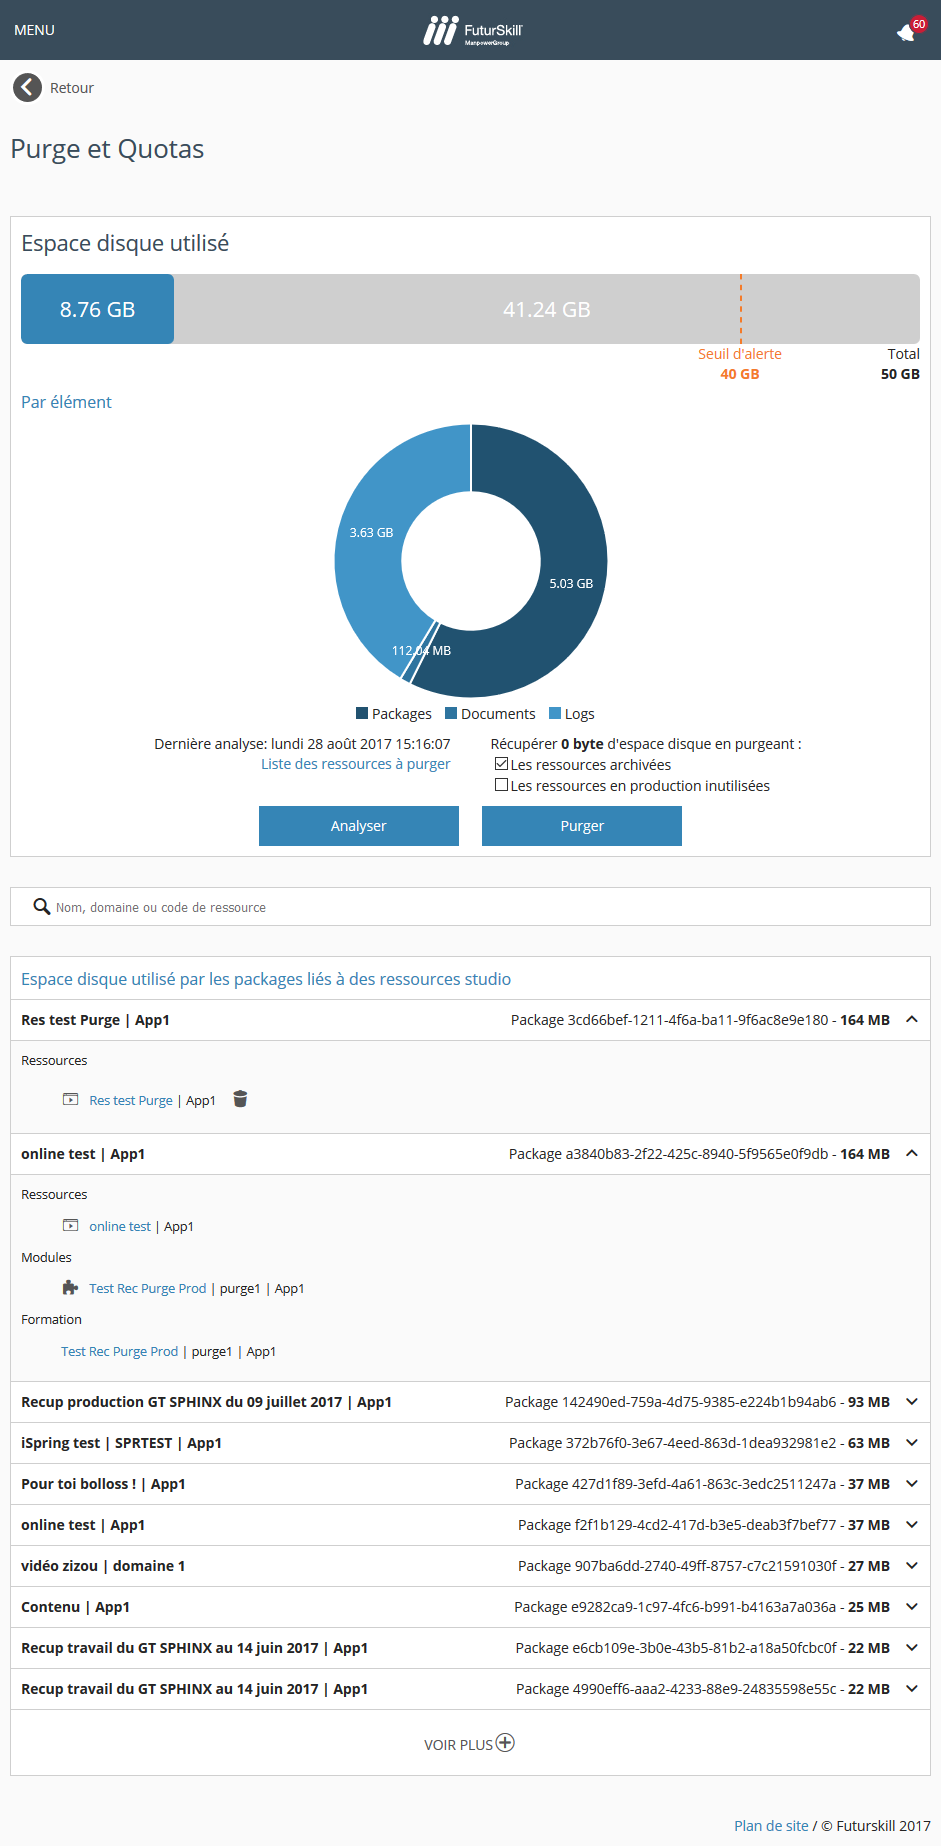 MENU
FuturSkill
ManpowerGroup
60
Retour
Purge et Quotas
Espace disque utilisé
8.76 GB
41.24 GB
Seuil d'alerte
40 GB
Total
50 GB
Par élément
3.63 GB
5.03 GB
112.04 MB
Packages Documents Logs
Dernière analyse: lundi 28 août 2017 15:16:07
Liste des ressources à purger
Récupérer 0 byte d'espace disque en purgeant :
Les ressources archivées
Les ressources en production inutilisées
Analyser
Purger
Nom, domaine ou code de ressource
Espace disque utilisé par les packages liés à des ressources studio
Res test Purge | App1 Package 3cd66bef-1211-4f6a-ba11-9f6ac8e9e180 - 164 MB
Ressources
Res test Purge | App1
online test | App1 Package a3840b83-2f22-425c-8940-5f9565e0f9db - 164 MB
Ressources
online test | App1
Modules
Test Rec Purge Prod | purge1 | App1
Formation
Test Rec Purge Prod | purge1 | App1
Recup production GT SPHINX du 09 juillet 2017 | App1 Package 142490ed-759a-4d75-9385-e224b1b94ab6 - 93 MB
iSpring test | SPRTEST | App1 Package 372b76f0-3e67-4eed-863d-1dea932981e2 - 63 MB
Pour toi bolloss ! | App1 Package 427d1f89-3efd-4a61-863c-3edc2511247a - 37 MB
online test | App1 Package f2f1b129-4cd2-417d-b3e5-deab3f7bef77 - 37 MB
vidéo zizou | domaine 1 Package 907ba6dd-2740-49ff-8757-c7c21591030f - 27 MB
Contenu | App1 Package e9282ca9-1c97-4fc6-b991-b4163a7a036a - 25 MB
Recup travail du GT SPHINX au 14 juin 2017 | App1 Package e6cb109e-3b0e-43b5-81b2-a18a50fcbc0f - 22 MB
Recup travail du GT SPHINX au 14 juin 2017 | App1 Package 4990eff6-aaa2-4233-88e9-24835598e55c - 22 MB
VOIR PLUS
Plan de site / © Futurskill 2017